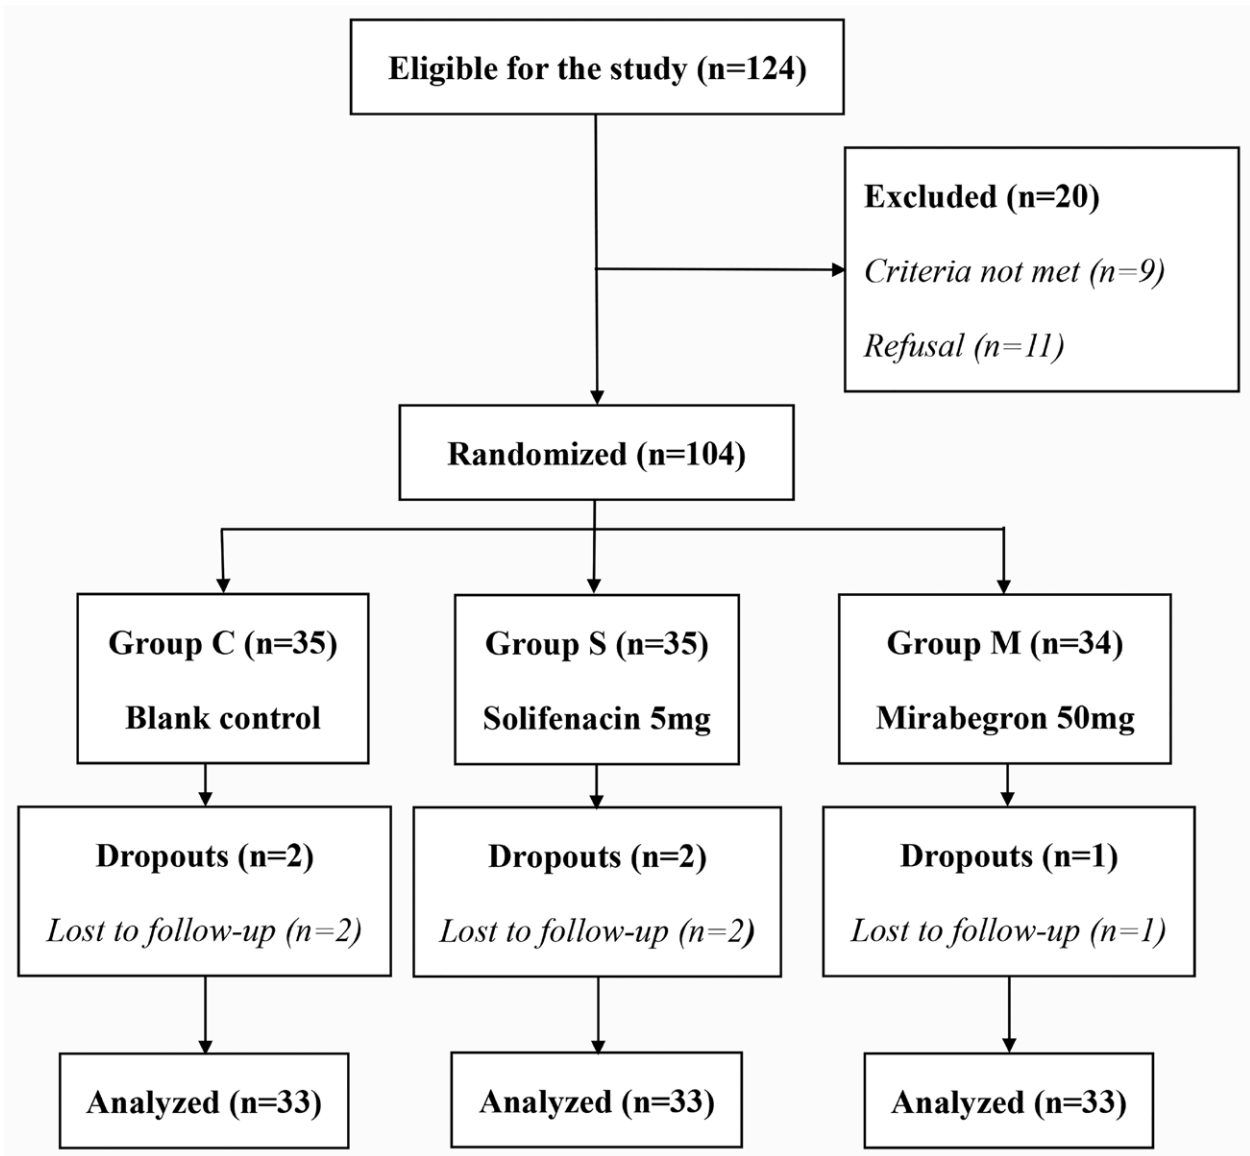 Eligible for the study (n=124)
Excluded (n=20)
Criteria not met (n=9)
Refusal (n=11)
Randomized (n=104)
Group C (n=35)
Blank control
Group S (n=35)
Solifenacin 5mg
Group M (n=34)
Mirabegron 50mg
Dropouts (n=2)
Lost to follow-up (n=2)
Dropouts (n=2)
Lost to follow-up (n=2)
Dropouts (n=1)
Lost to follow-up (n=1)
Analyzed (n=33)
Analyzed (n=33)
Analyzed (n=33)